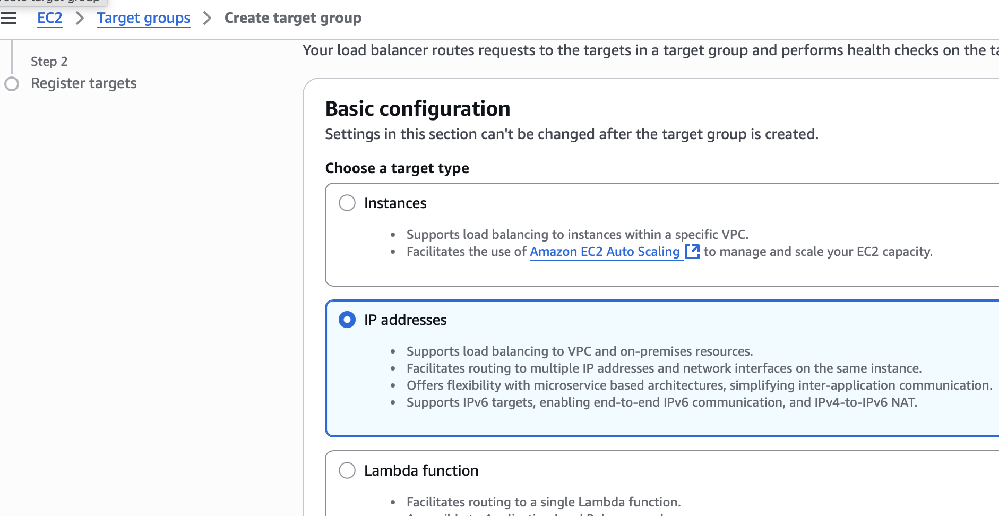 EC2 > Target groups > Create target group
Step 2
Register targets
Your load balancer routes requests to the targets in a target group and performs health checks on the
Basic configuration
Settings in this section can't be changed after the target group is created.
Choose a target type
Instances
• Supports load balancing to instances within a specific VPC.
• Facilitates the use of Amazon EC2 Auto Scaling to manage and scale your EC2 capacity.
IP addresses
• Supports load balancing to VPC and on-premises resources.
• Facilitates routing to multiple IP addresses and network interfaces on the same instance.
• Offers flexibility with microservice based architectures, simplifying inter-application communication.
• Supports IPv6 targets, enabling end-to-end IPv6 communication, and IPv4-to-IPv6 NAT.
Lambda function
• Facilitates routing to a single Lambda function.